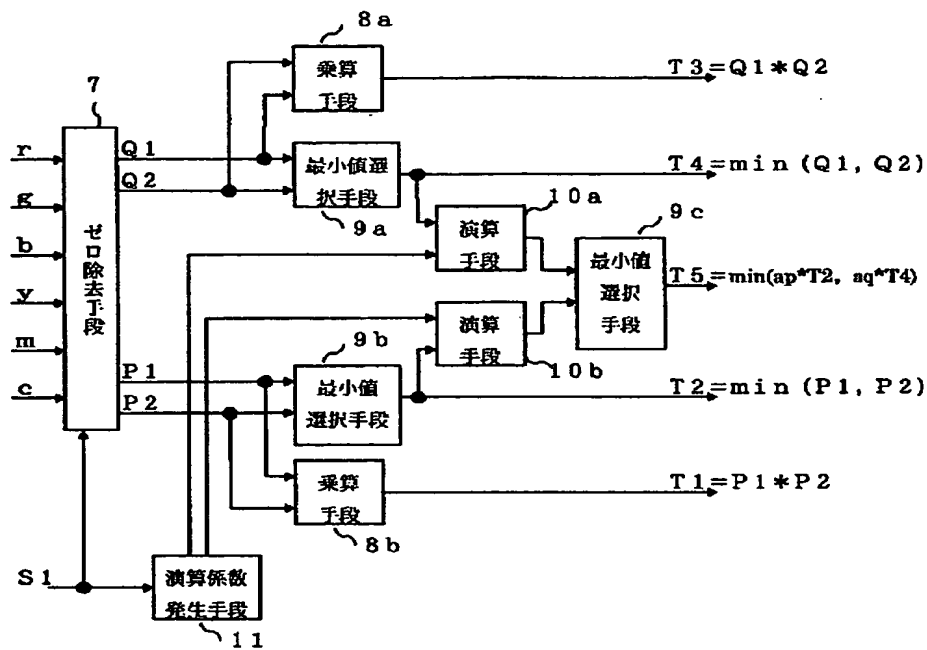 8a
乗算
手段
T3=Q1*Q2
7
r
g
b
y
m
c
ゼロ除去手段
Q1
Q2
最小値選
択手段
9a
T4=min (Q1, Q2)
10a
演算
手段
9c
最小値
選択
手段
T5=min(ap*T2, aq*T4)
演算
手段
10b
P1
P2
9b
最小値
選択手段
T2=min (P1, P2)
乗算
手段
8b
T1=P1*P2
S1
演算係数
発生手段
11